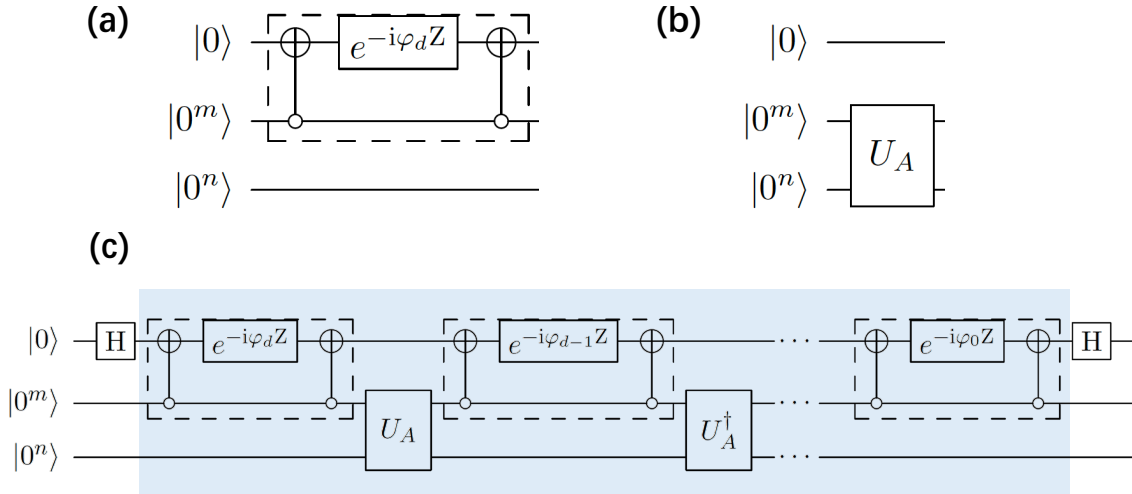 (a)
|0⟩ e^{-iφ_d Z}
|0^m⟩
|0^n⟩
(b)
|0⟩
|0^m⟩
U_A
|0^n⟩
(c)
|0⟩ H e^{-iφ_d Z} e^{-iφ_{d-1} Z} ··· e^{-iφ_0 Z} H
|0^m⟩ ···
U_A U_A^†
|0^n⟩ ···